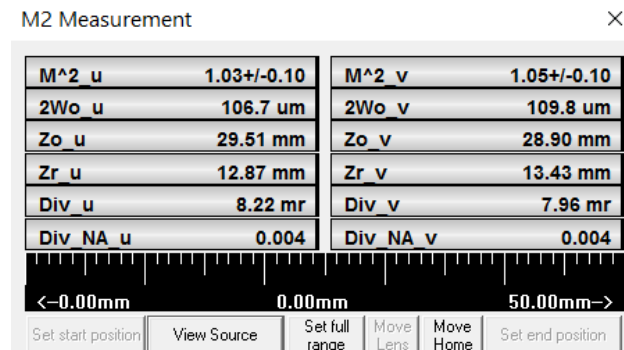 M2 Measurement ×
M^2_u 1.03+/-0.10 M^2_v 1.05+/-0.10
2Wo_u 106.7 um 2Wo_v 109.8 um
Zo_u 29.51 mm Zo_v 28.90 mm
Zr_u 12.87 mm Zr_v 13.43 mm
Div_u 8.22 mr Div_v 7.96 mr
Div_NA_u 0.004 Div_NA_v 0.004
<-0.00mm 0.00mm 50.00mm->
Set start position View Source Set full range Move Lens Move Home Set end position